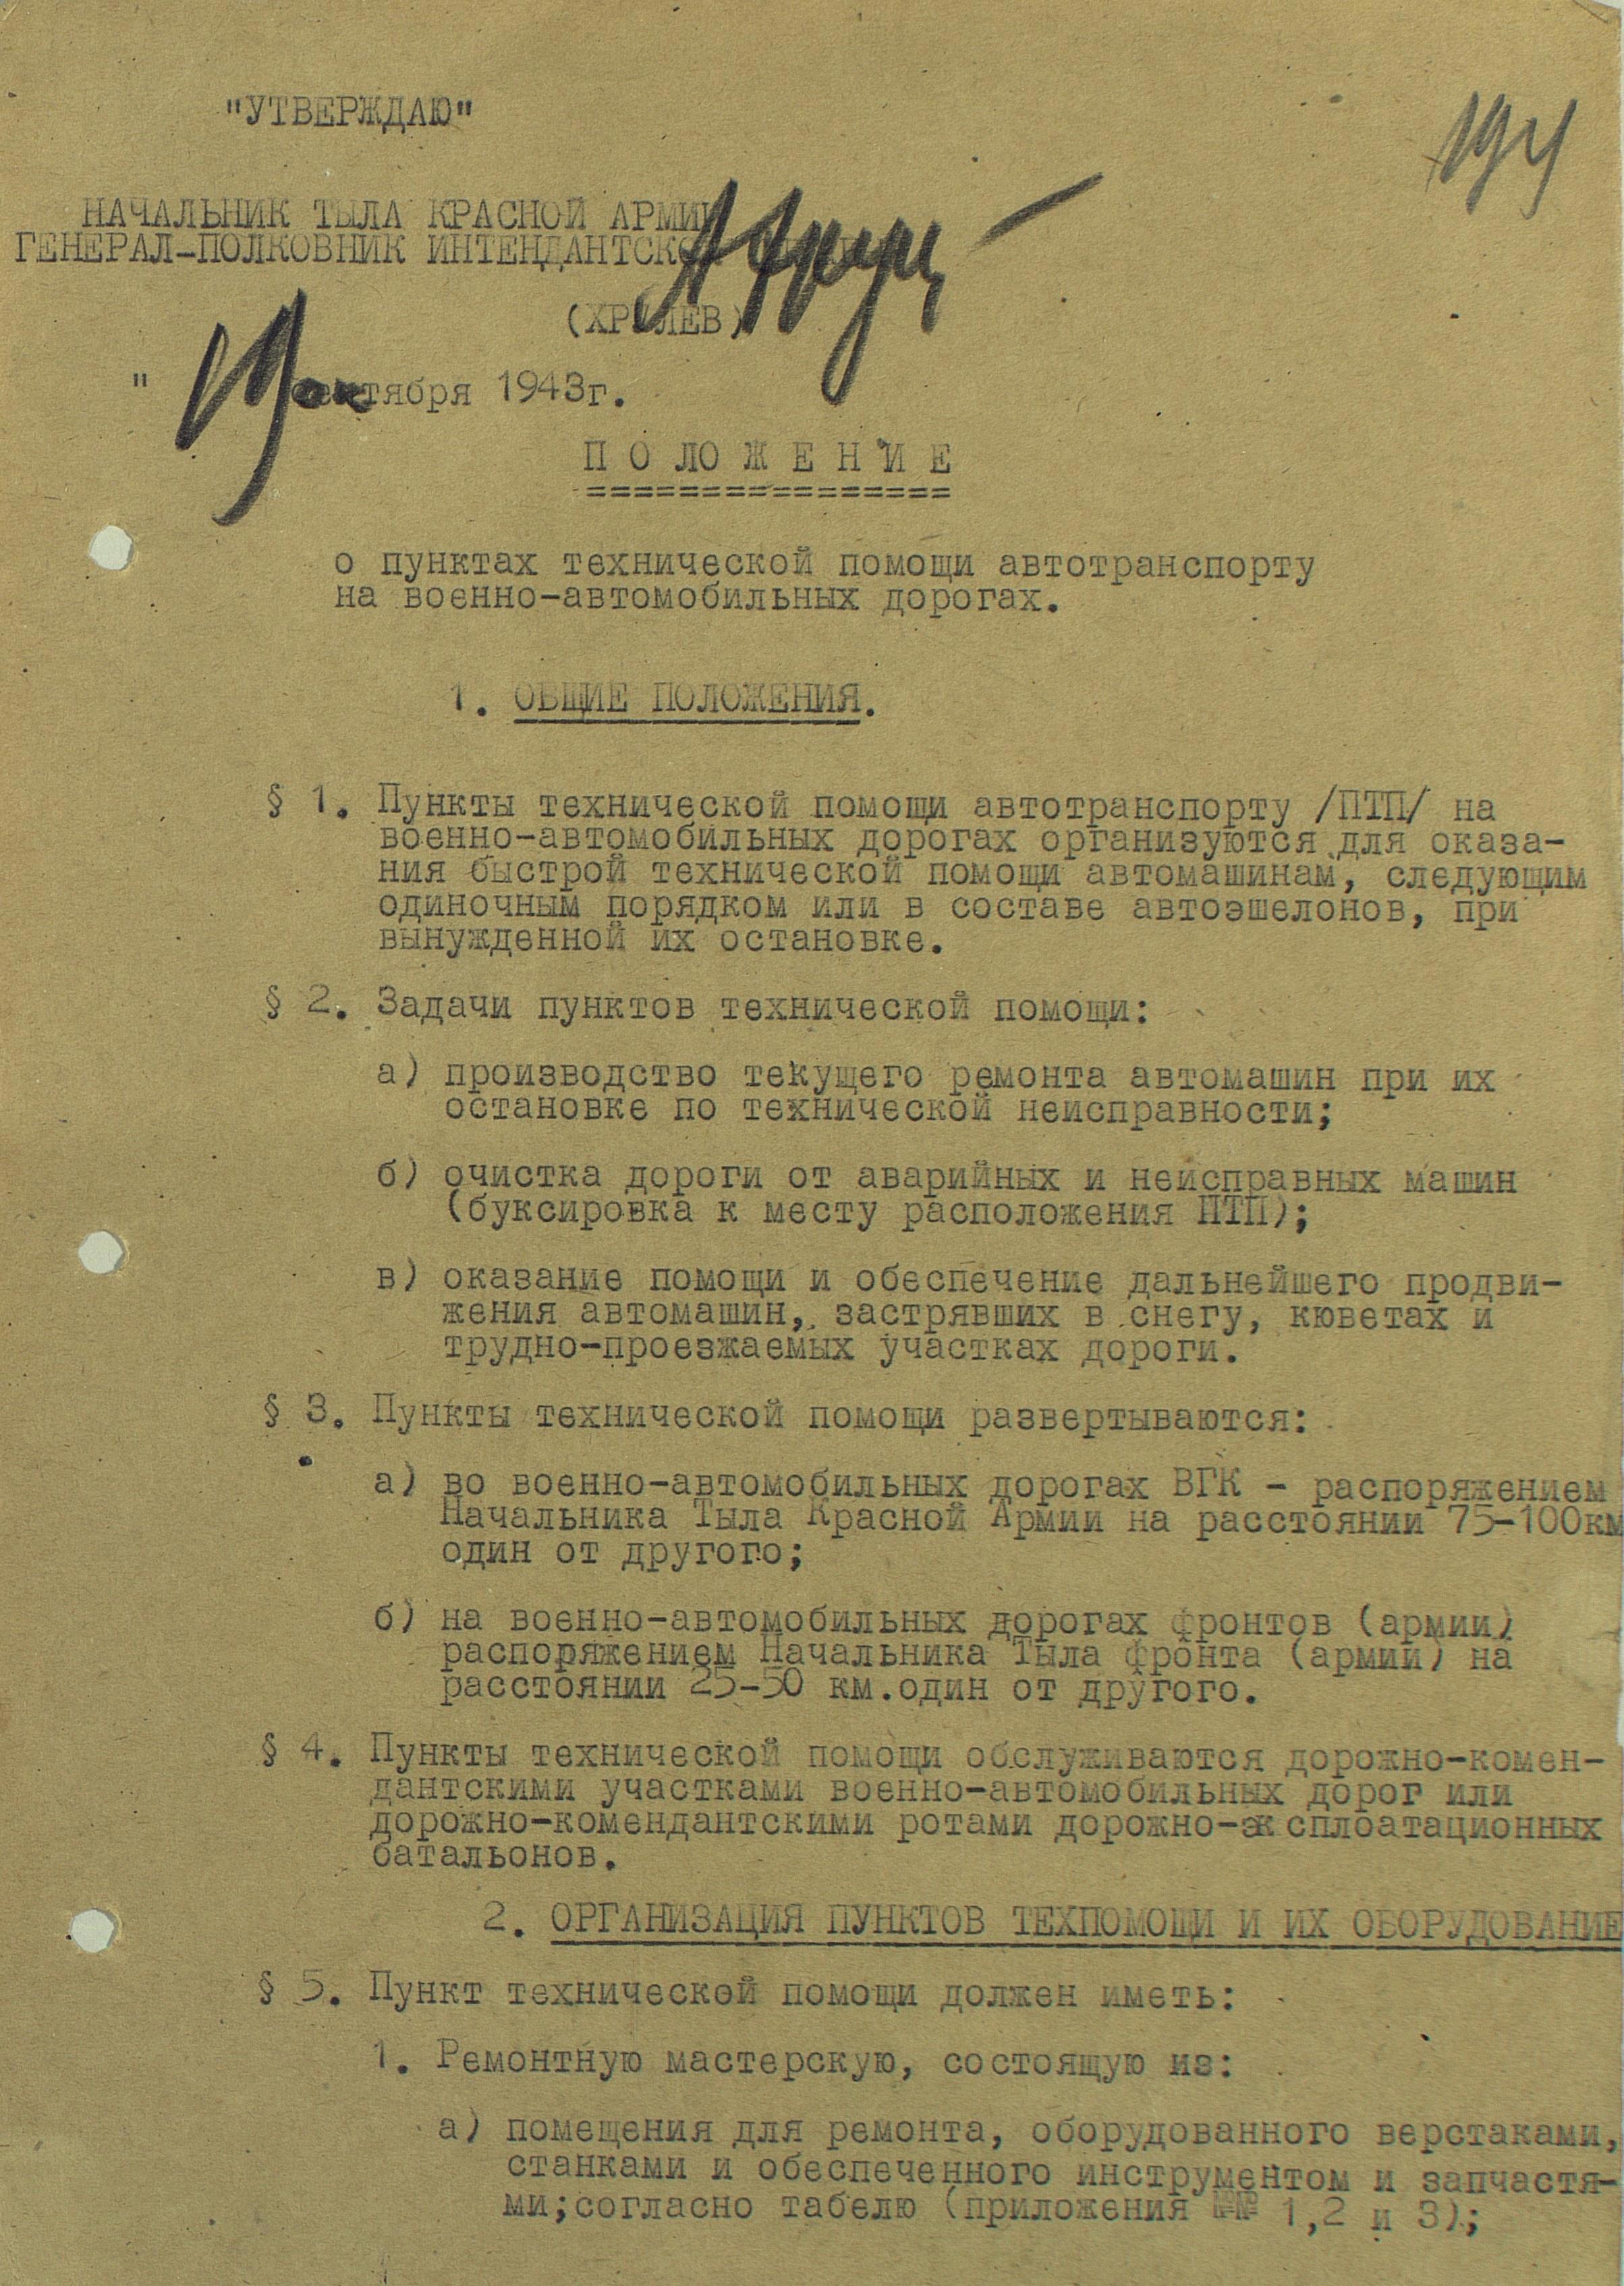 "УТВЕРЖДАЮ"
194
НАЧАЛЬНИК ТЫЛА КРАСНОЙ АРМИИ
ГЕНЕРАЛ-ПОЛКОВНИК ИНТЕНДАНТСКОЙ
(ХРУЛЕВ)
" сентября 1943г.
П О ЛО Ж Е Н И Е
================
о пунктах технической помощи автотранспорту
на военно-автомобильных дорогах.
1. ОБЩИЕ ПОЛОЖЕНИЯ.
§ 1. Пункты технической помощи автотранспорту /ПТП/ на
военно-автомобильных дорогах организуются для оказа-
ния быстрой технической помощи автомашинам, следующим
одиночным порядком или в составе автоэшелонов, при
вынужденной их остановке.
§ 2. Задачи пунктов технической помощи:
а) производство текущего ремонта автомашин при их
остановке по технической неисправности;
б) очистка дороги от аварийных и неисправных машин
(буксировка к месту расположения ПТП);
в) оказание помощи и обеспечение дальнейшего продви-
жения автомашин, застрявших в снегу, кюветах и
трудно-проезжаемых участках дороги.
§ 3. Пункты технической помощи развертываются:
а) во военно-автомобильных дорогах ВГК - распоряжением
Начальника Тыла Красной Армии на расстоянии 75-100км
один от другого;
б) на военно-автомобильных дорогах фронтов (армии)
распоряжением Начальника Тыла фронта (армии) на
расстоянии 25-50 км.один от другого.
§ 4. Пункты технической помощи обслуживаются дорожно-комен-
дантскими участками военно-автомобильных дорог или
дорожно-комендантскими ротами дорожно-эксплоатационных
батальонов.
2. ОРГАНИЗАЦИЯ ПУНКТОВ ТЕХПОМОЩИ И ИХ ОБОРУДОВАНИЕ
§ 5. Пункт технической помощи должен иметь:
1. Ремонтную мастерскую, состоящую из:
а) помещения для ремонта, оборудованного верстаками,
станками и обеспеченного инструментом и запчастя-
ми;согласно табелю (приложения №№ 1,2 и 3);